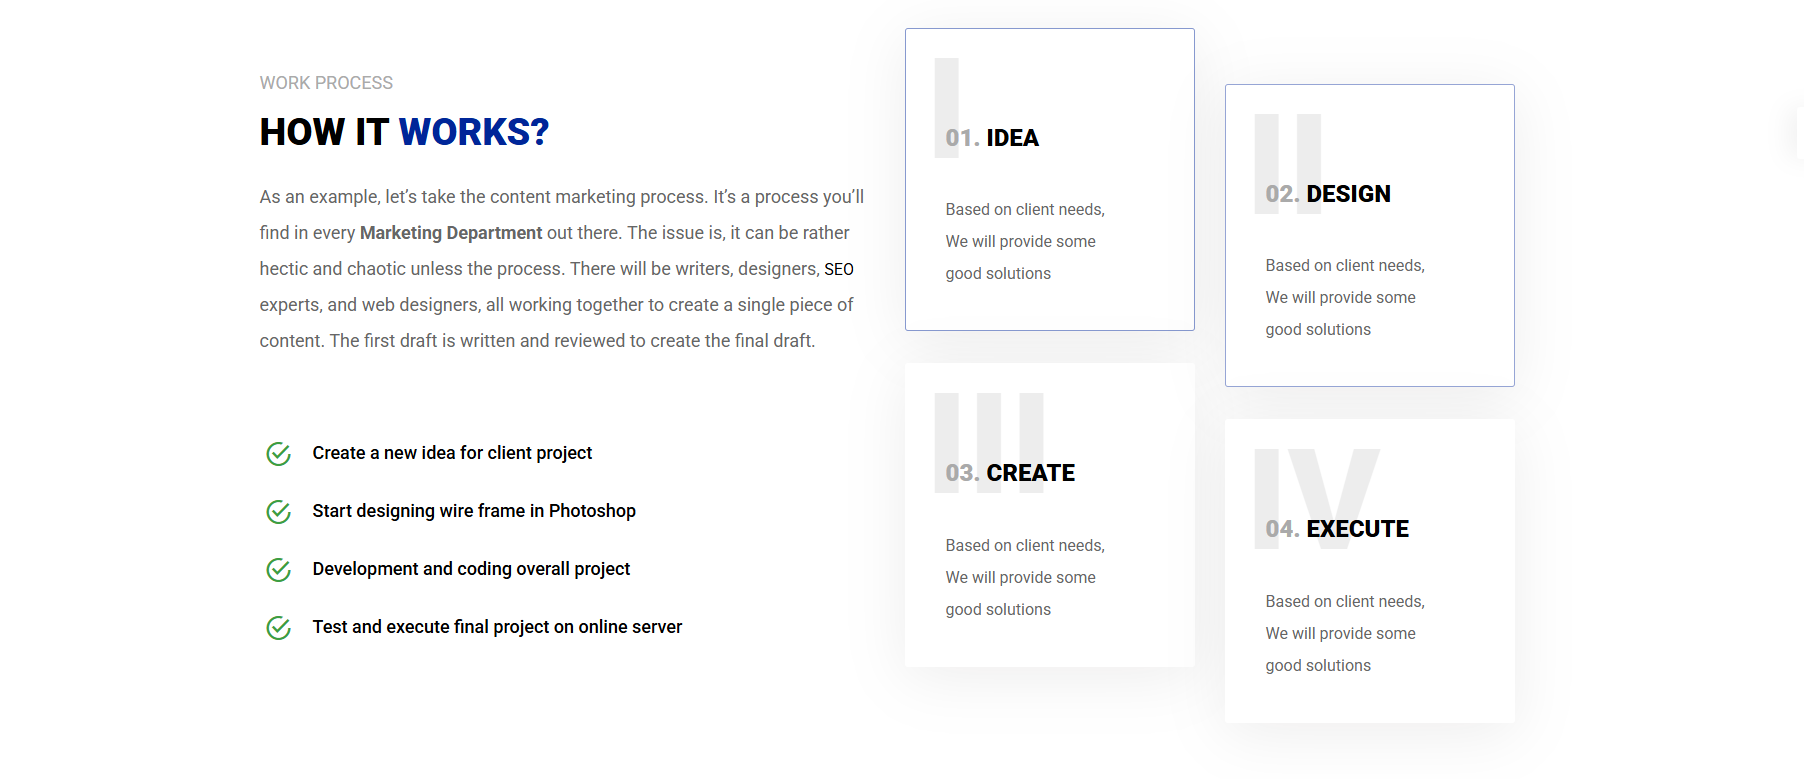 WORK PROCESS
HOW IT WORKS?
As an example, let’s take the content marketing process. It’s a process you’ll
find in every Marketing Department out there. The issue is, it can be rather
hectic and chaotic unless the process. There will be writers, designers, SEO
experts, and web designers, all working together to create a single piece of
content. The first draft is written and reviewed to create the final draft.
Create a new idea for client project
Start designing wire frame in Photoshop
Development and coding overall project
Test and execute final project on online server
I
01. IDEA
Based on client needs,
We will provide some
good solutions
II
02. DESIGN
Based on client needs,
We will provide some
good solutions
III
03. CREATE
Based on client needs,
We will provide some
good solutions
IV
04. EXECUTE
Based on client needs,
We will provide some
good solutions